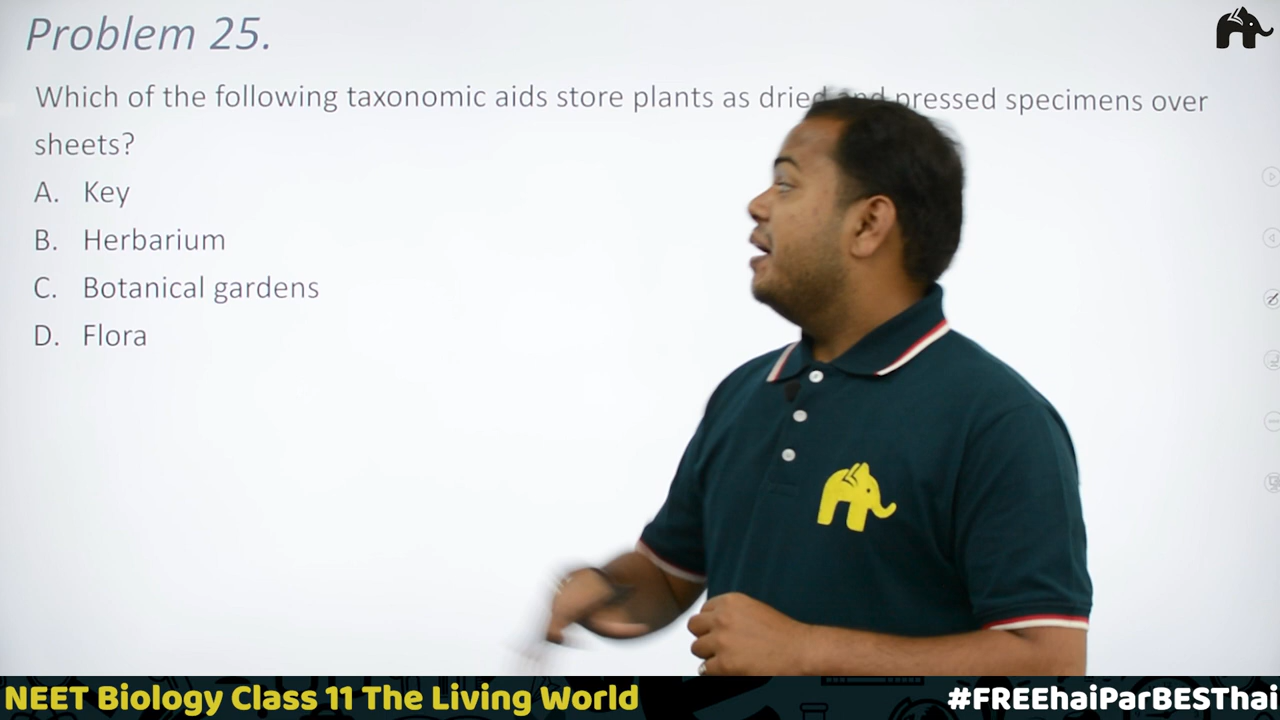 Problem 25.
Which of the following taxonomic aids store plants as dried and pressed specimens over
sheets?
A. Key
B. Herbarium
C. Botanical gardens
D. Flora
NEET Biology Class 11 The Living World
#FREEhaiParBESThai